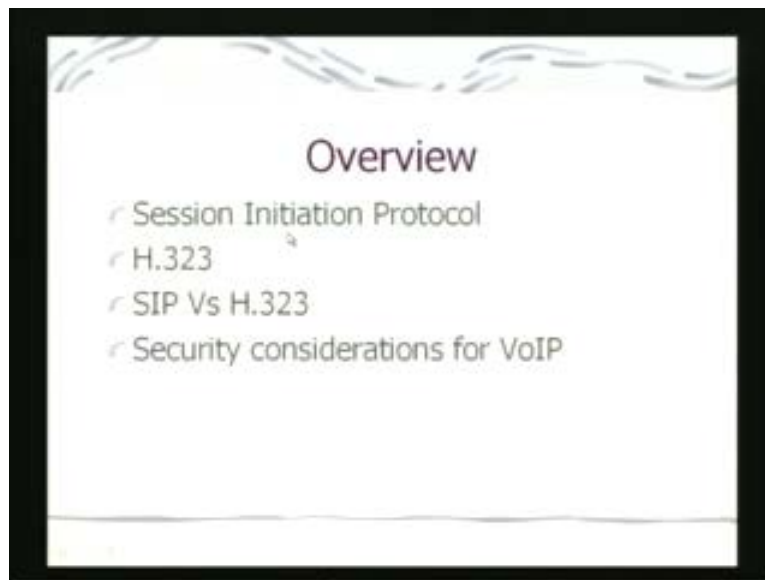 Overview
Session Initiation Protocol
H.323
SIP Vs H.323
Security considerations for VoIP